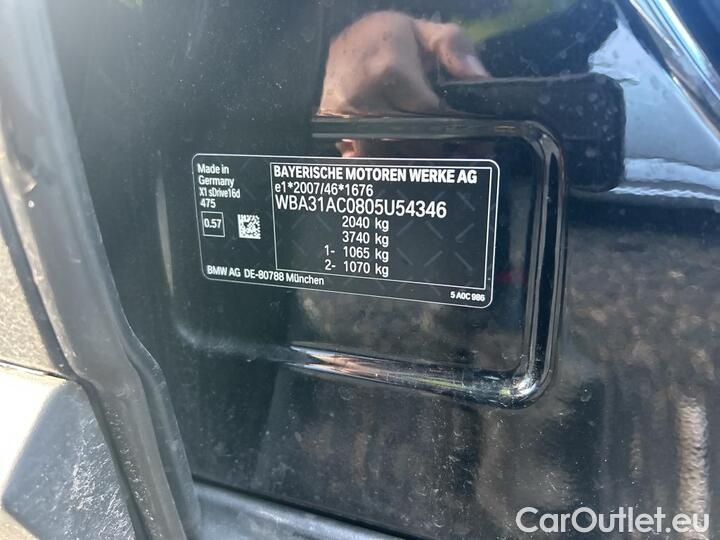 Made in
Germany
X1 sDrive16d
475
0.57
BAYERISCHE MOTOREN WERKE AG
e1*2007/46*1676
WBA31AC0805U54346
2040 kg
3740 kg
1- 1065 kg
2- 1070 kg
BMW AG DE-80788 München
5 A0C 986
CarOutlet.eu